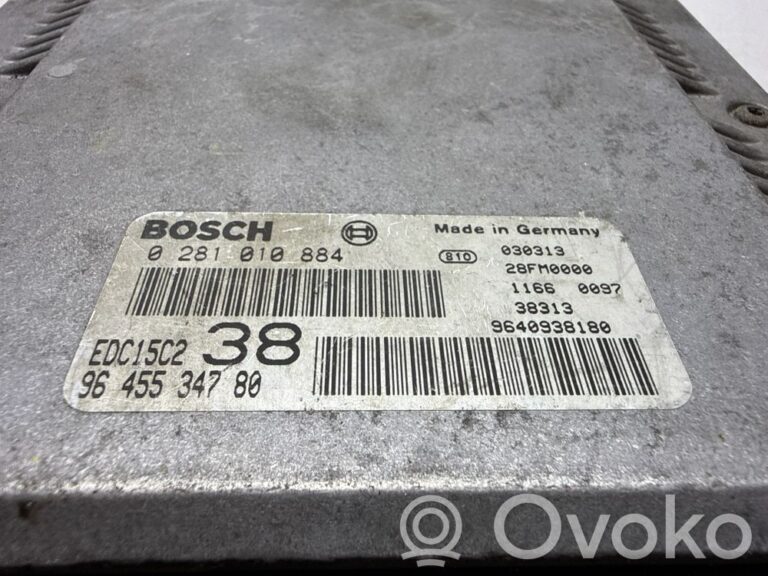 BOSCH
0 281 010 884
EDC15C2 38
96 455 347 80
Made in Germany
810 030313
28FM0000
1166 0097
38313
9640938180
Ovoko